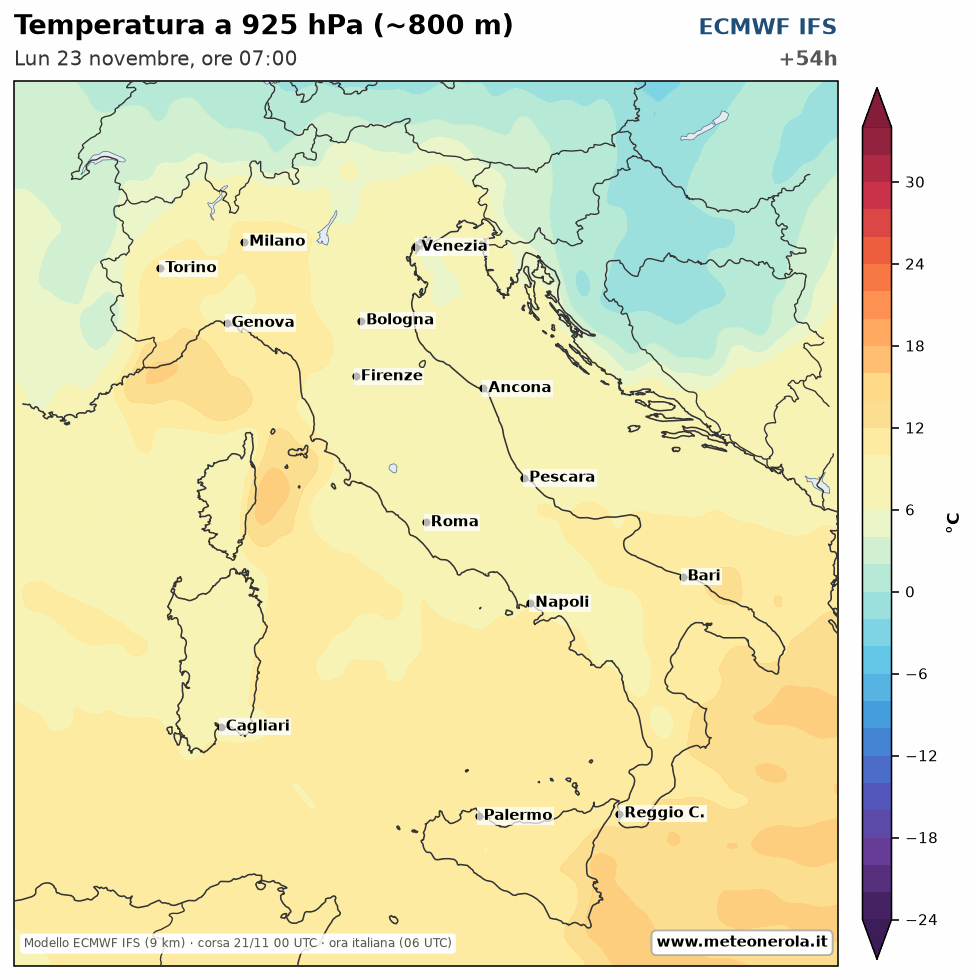 Temperatura a 925 hPa (~800 m)
ECMWF IFS
Lun 23 novembre, ore 07:00
+54h
Milano
Venezia
Torino
Genova
Bologna
Firenze
Ancona
Pescara
Roma
Bari
Napoli
Cagliari
Palermo
Reggio C.
30
24
18
12
6
0
−6
−12
−18
−24
°C
Modello ECMWF IFS (9 km) · corsa 21/11 00 UTC · ora italiana (06 UTC)
www.meteonerola.it